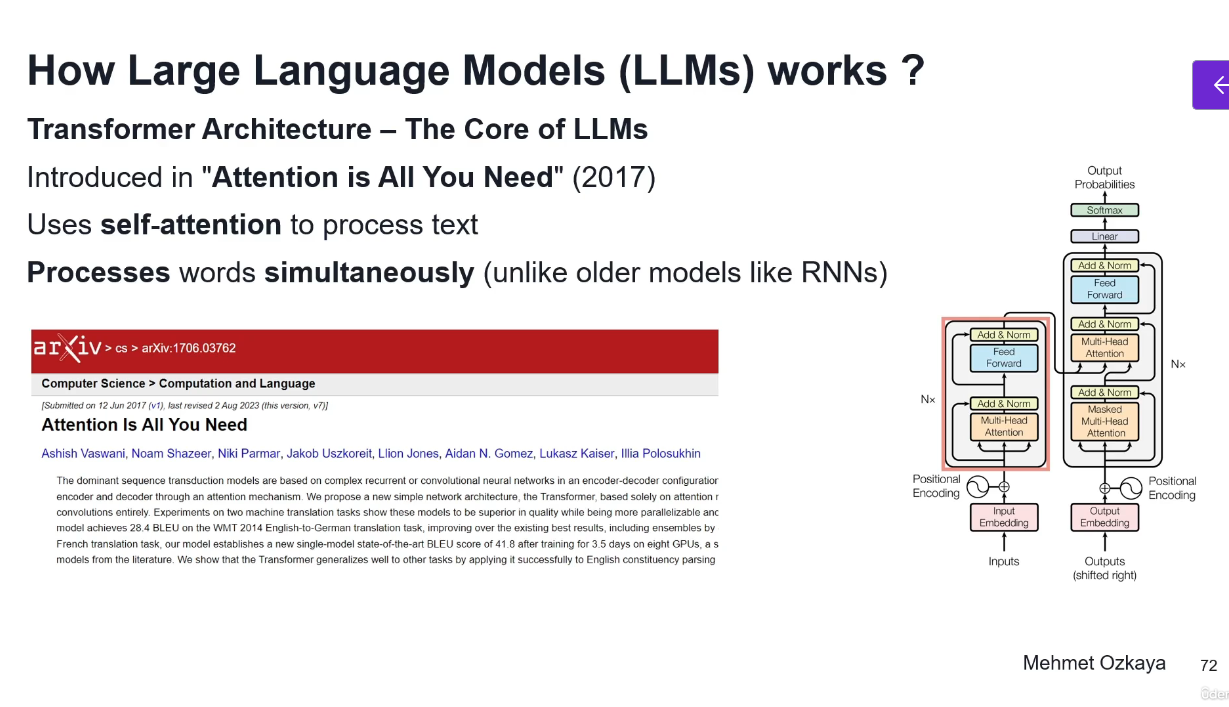 How Large Language Models (LLMs) works ?
Transformer Architecture – The Core of LLMs
Introduced in "Attention is All You Need" (2017)
Uses self-attention to process text
Processes words simultaneously (unlike older models like RNNs)
arXiv > cs > arXiv:1706.03762
Computer Science > Computation and Language
[Submitted on 12 Jun 2017 (v1), last revised 2 Aug 2023 (this version, v7)]
Attention Is All You Need
Ashish Vaswani, Noam Shazeer, Niki Parmar, Jakob Uszkoreit, Llion Jones, Aidan N. Gomez, Lukasz Kaiser, Illia Polosukhin
The dominant sequence transduction models are based on complex recurrent or convolutional neural networks in an encoder-decoder
encoder and decoder through an attention mechanism. We propose a new simple network architecture, the Transformer, based solely on attention
convolutions entirely. Experiments on two machine translation tasks show these models to be superior in quality while being more parallelizable
model achieves 28.4 BLEU on the WMT 2014 English-to-German translation task, improving over the existing best results, including ensembles by
French translation task, our model establishes a new single-model state-of-the-art BLEU score of 41.8 after training for 3.5 days on eight GPUs, a
models from the literature. We show that the Transformer generalizes well to other tasks by applying it successfully to English constituency parsing
Output
Probabilities
Softmax
Linear
Add & Norm
Feed
Forward
Add & Norm
Multi-Head
Attention
Add & Norm
Masked
Multi-Head
Attention
Nx
Positional
Encoding
Output
Embedding
Outputs
(shifted right)
Add & Norm
Feed
Forward
Add & Norm
Multi-Head
Attention
Nx
Positional
Encoding
Input
Embedding
Inputs
Mehmet Ozkaya
72